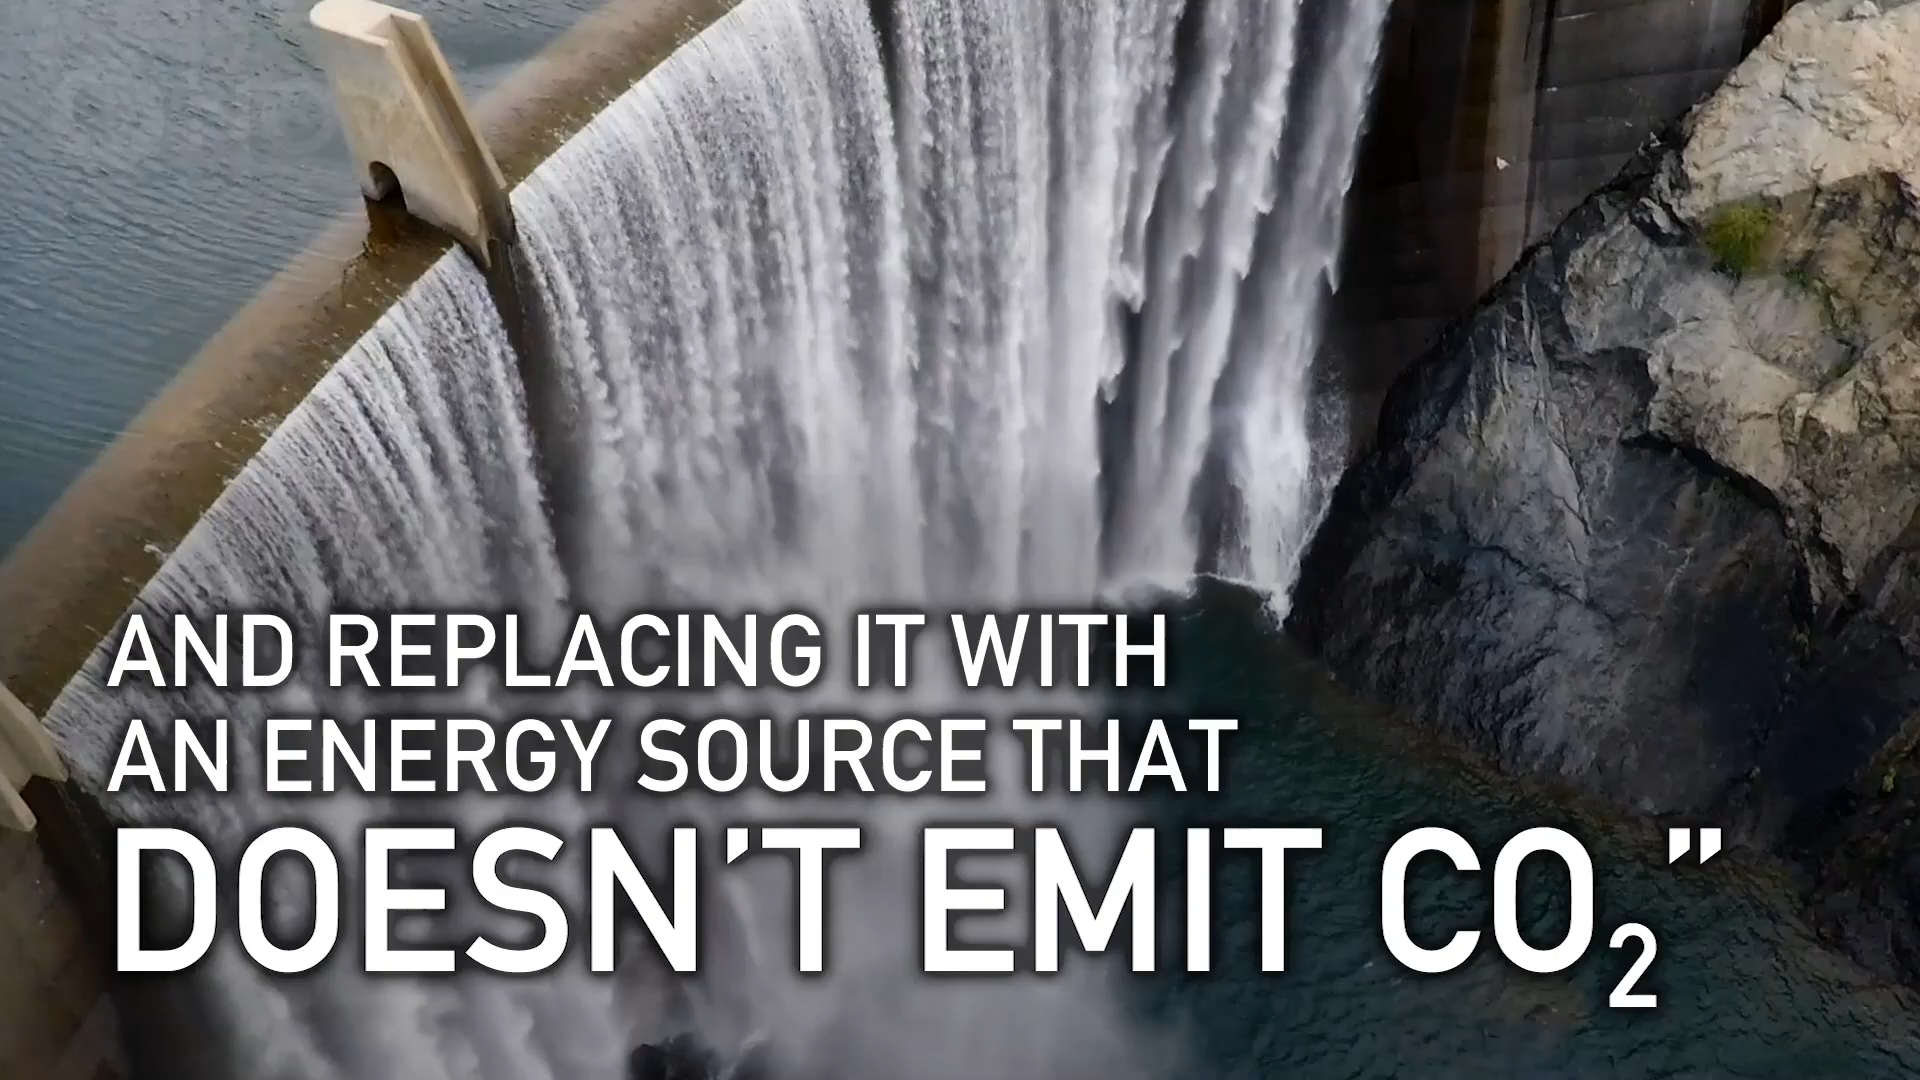 AND REPLACING IT WITH
AN ENERGY SOURCE THAT
DOESN'T EMIT CO₂”